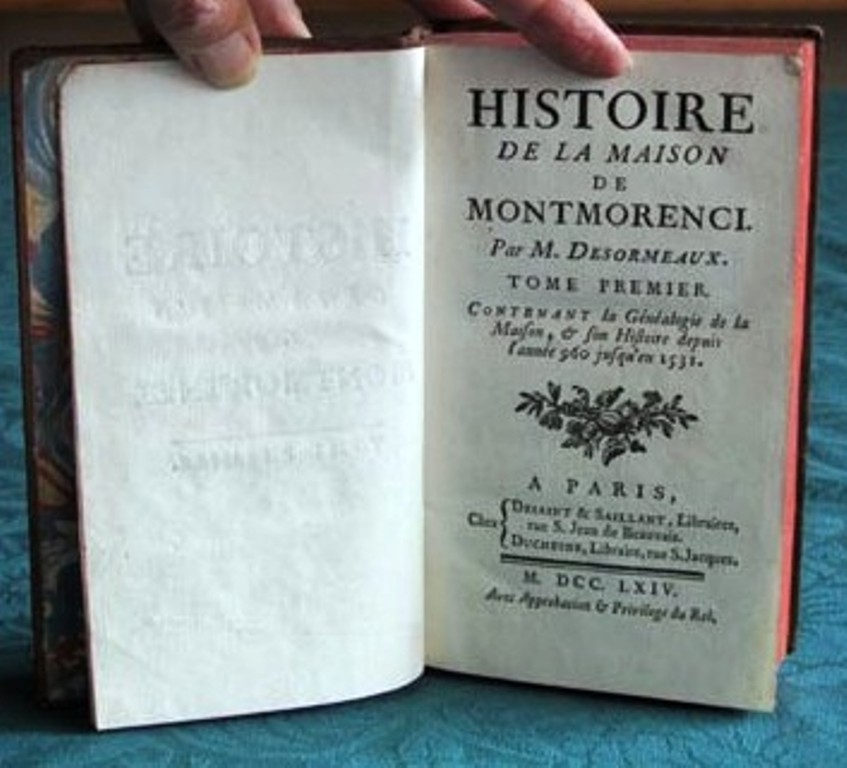 HISTOIRE
DE LA MAISON
DE
MONTMORENCI.
Par M. DESORMEAUX.
TOME PREMIER.
CONTENANT la Généalogie de la
Maison, & son Histoire depuis
l'année 960 jusqu'en 1531.
A PARIS,
Chez
DESAINT & SAILLANT, Libraires,
rue S. Jean de Beauvais.
DUCHESNE, Libraire, rue S. Jacques.
M. DCC. LXIV.
Avec Approbation & Privilege du Roi.